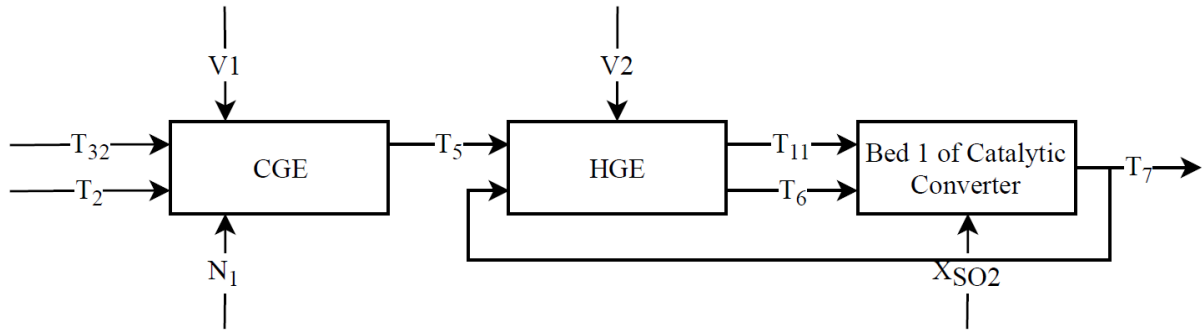 V1
V2
T32
T5
T11
Bed 1 of Catalytic
Converter
T7
CGE
HGE
T2
T6
N1
XSO2